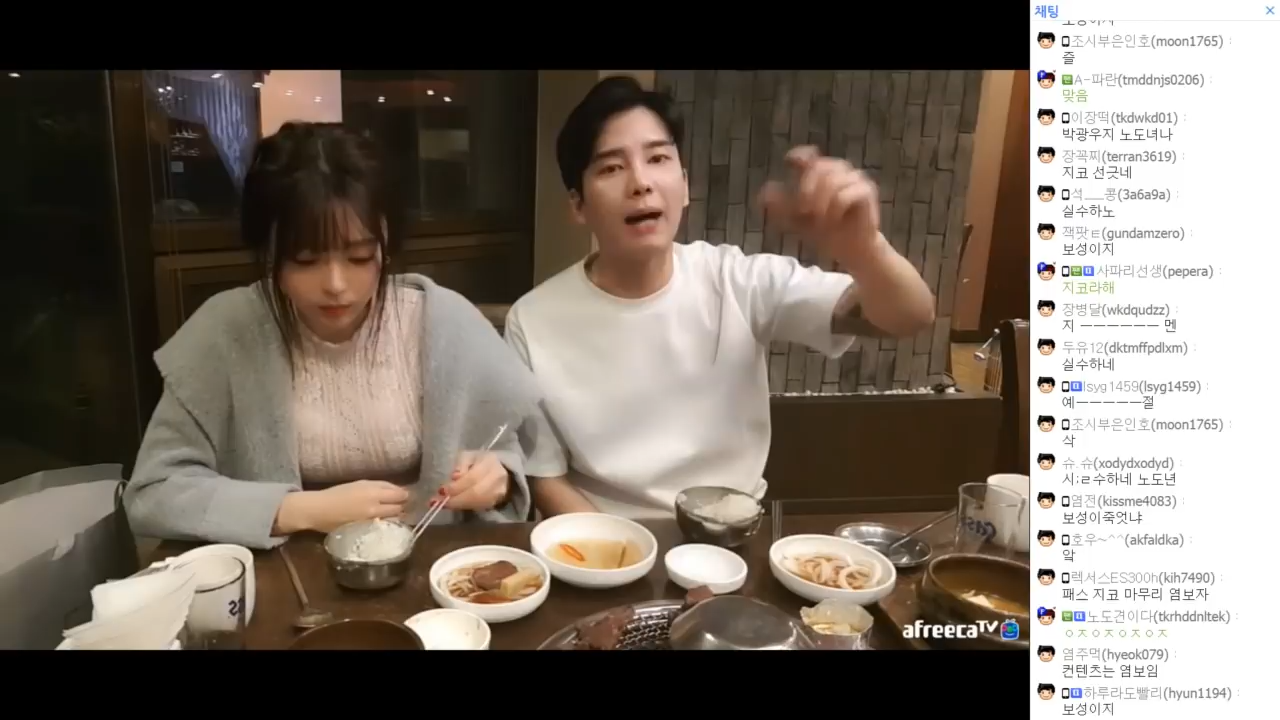 채팅
보성이지
조시부은인호(moon1765) :
즐
A-파란(tmddnjs0206) :
맞음
이장떡(tkdwkd01) :
박광우지 노도녀나
장꼭찌(terran3619) :
지코 선긋네
석__콩(3a6a9a) :
실수하노
잭팟ㅌ(gundamzero) :
보성이지
사파리선생(pepera) :
지코라해
장병달(wkdqudzz) :
지 ㅡㅡㅡㅡㅡㅡ 멘
두유12(dktmffpdlxm) :
실수하네
lsyg1459(lsyg1459) :
예ㅡㅡㅡㅡㅡ절
조시부은인호(moon1765) :
삭
슈.슈(xodydxodyd) :
시;ㄹ수하네 노도년
염전(kissme4083) :
보성이죽엇냐
호우~^^(akfaldka) :
알
렉서스ES300h(kih7490) :
패스 지코 마무리 염보자
노도견이다(tkrhddnltek) :
ㅇㅈㅇㅈㅇㅈㅇㅈ
염주먹(hyeok079) :
컨텐츠는 염보임
하루라도빨리(hyun1194) :
보성이지
afreecaTV